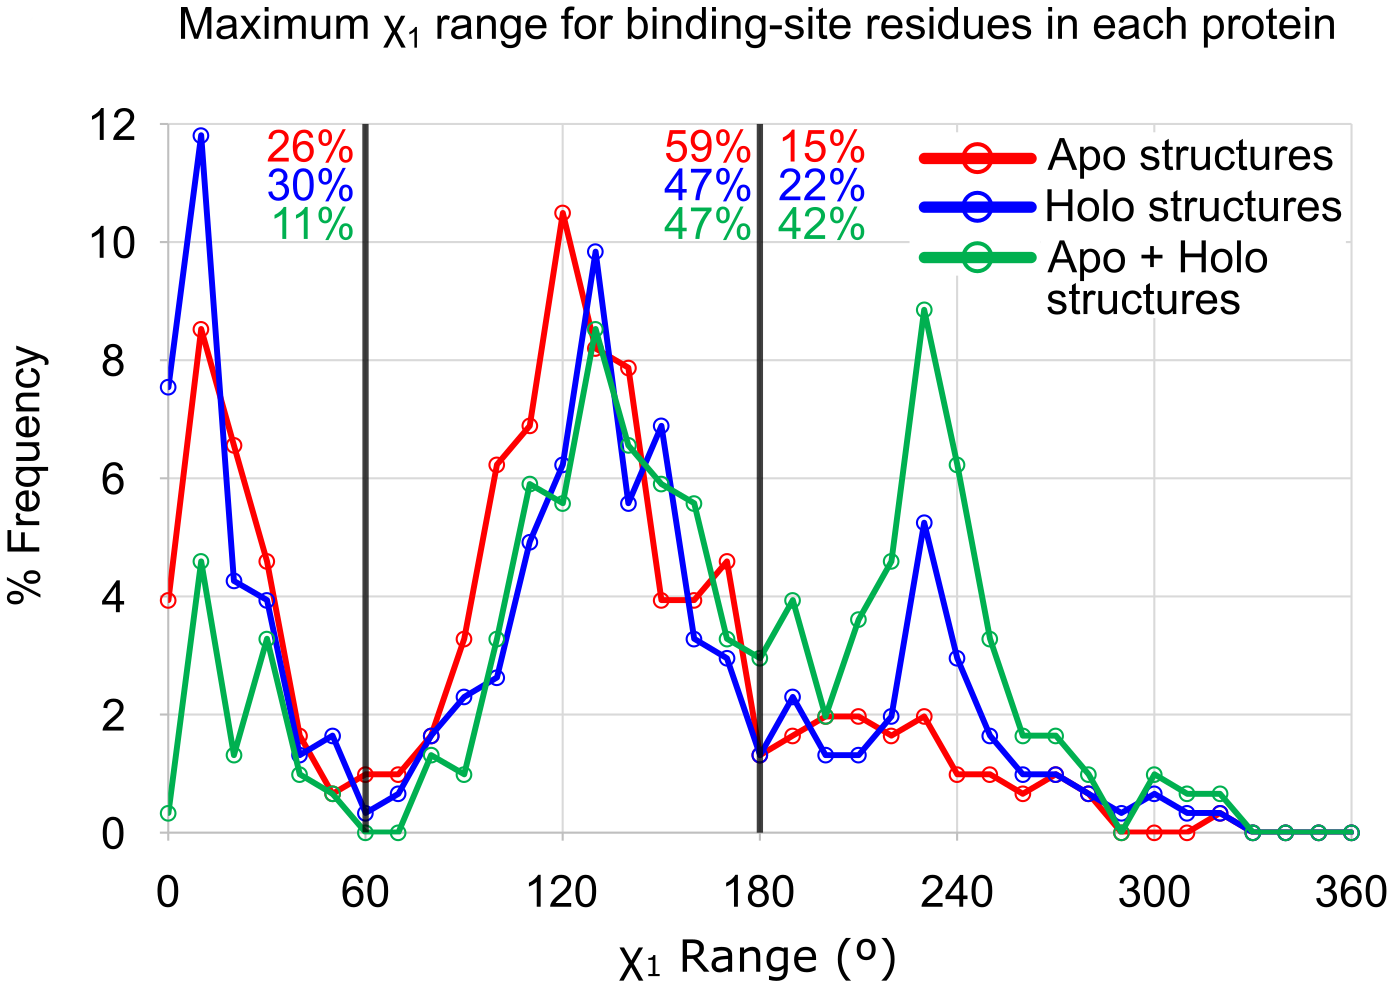 Maximum χ₁ range for binding-site residues in each protein
12
10
8
6
4
2
0
% Frequency
26%
30%
11%
59%
47%
47%
15%
22%
42%
Apo structures
Holo structures
Apo + Holo
structures
0 60 120 180 240 300 360
χ₁ Range (º)